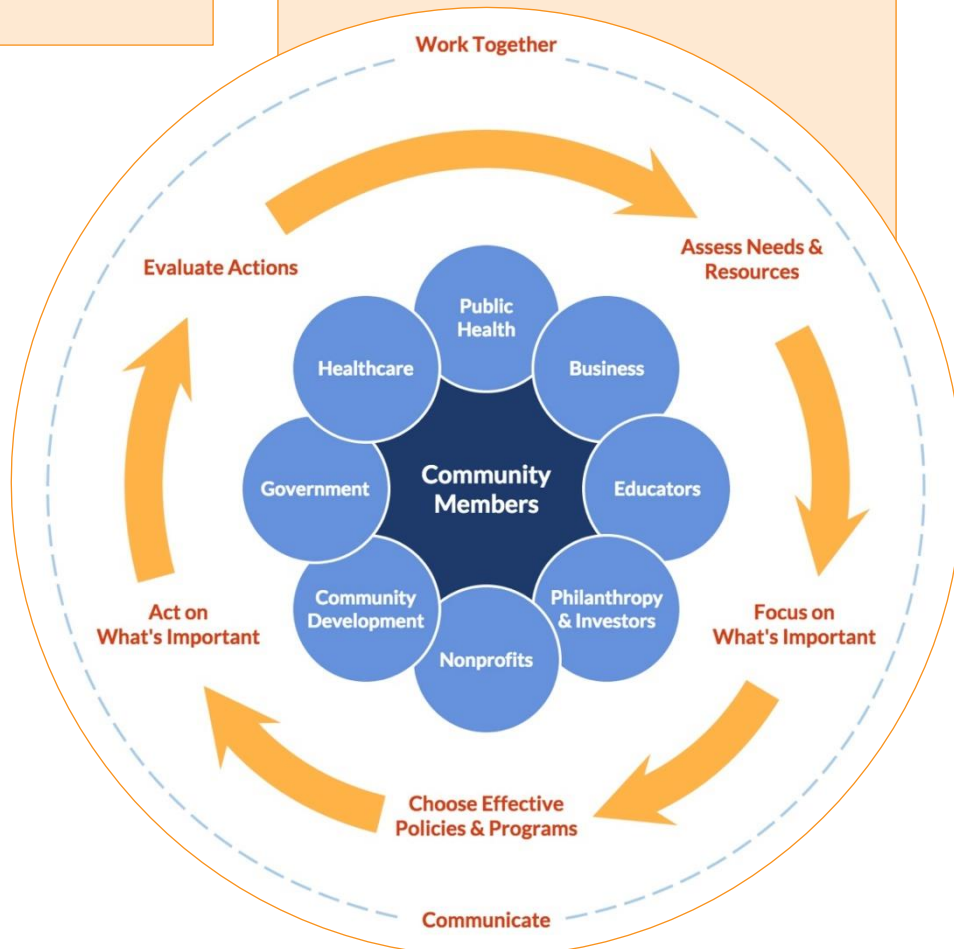 Work Together
Evaluate Actions
Assess Needs &
Resources
Public
Health
Healthcare
Business
Community
Members
Government
Educators
Community
Development
Philanthropy
& Investors
Nonprofits
Act on
What's Important
Focus on
What's Important
Choose Effective
Policies & Programs
Communicate